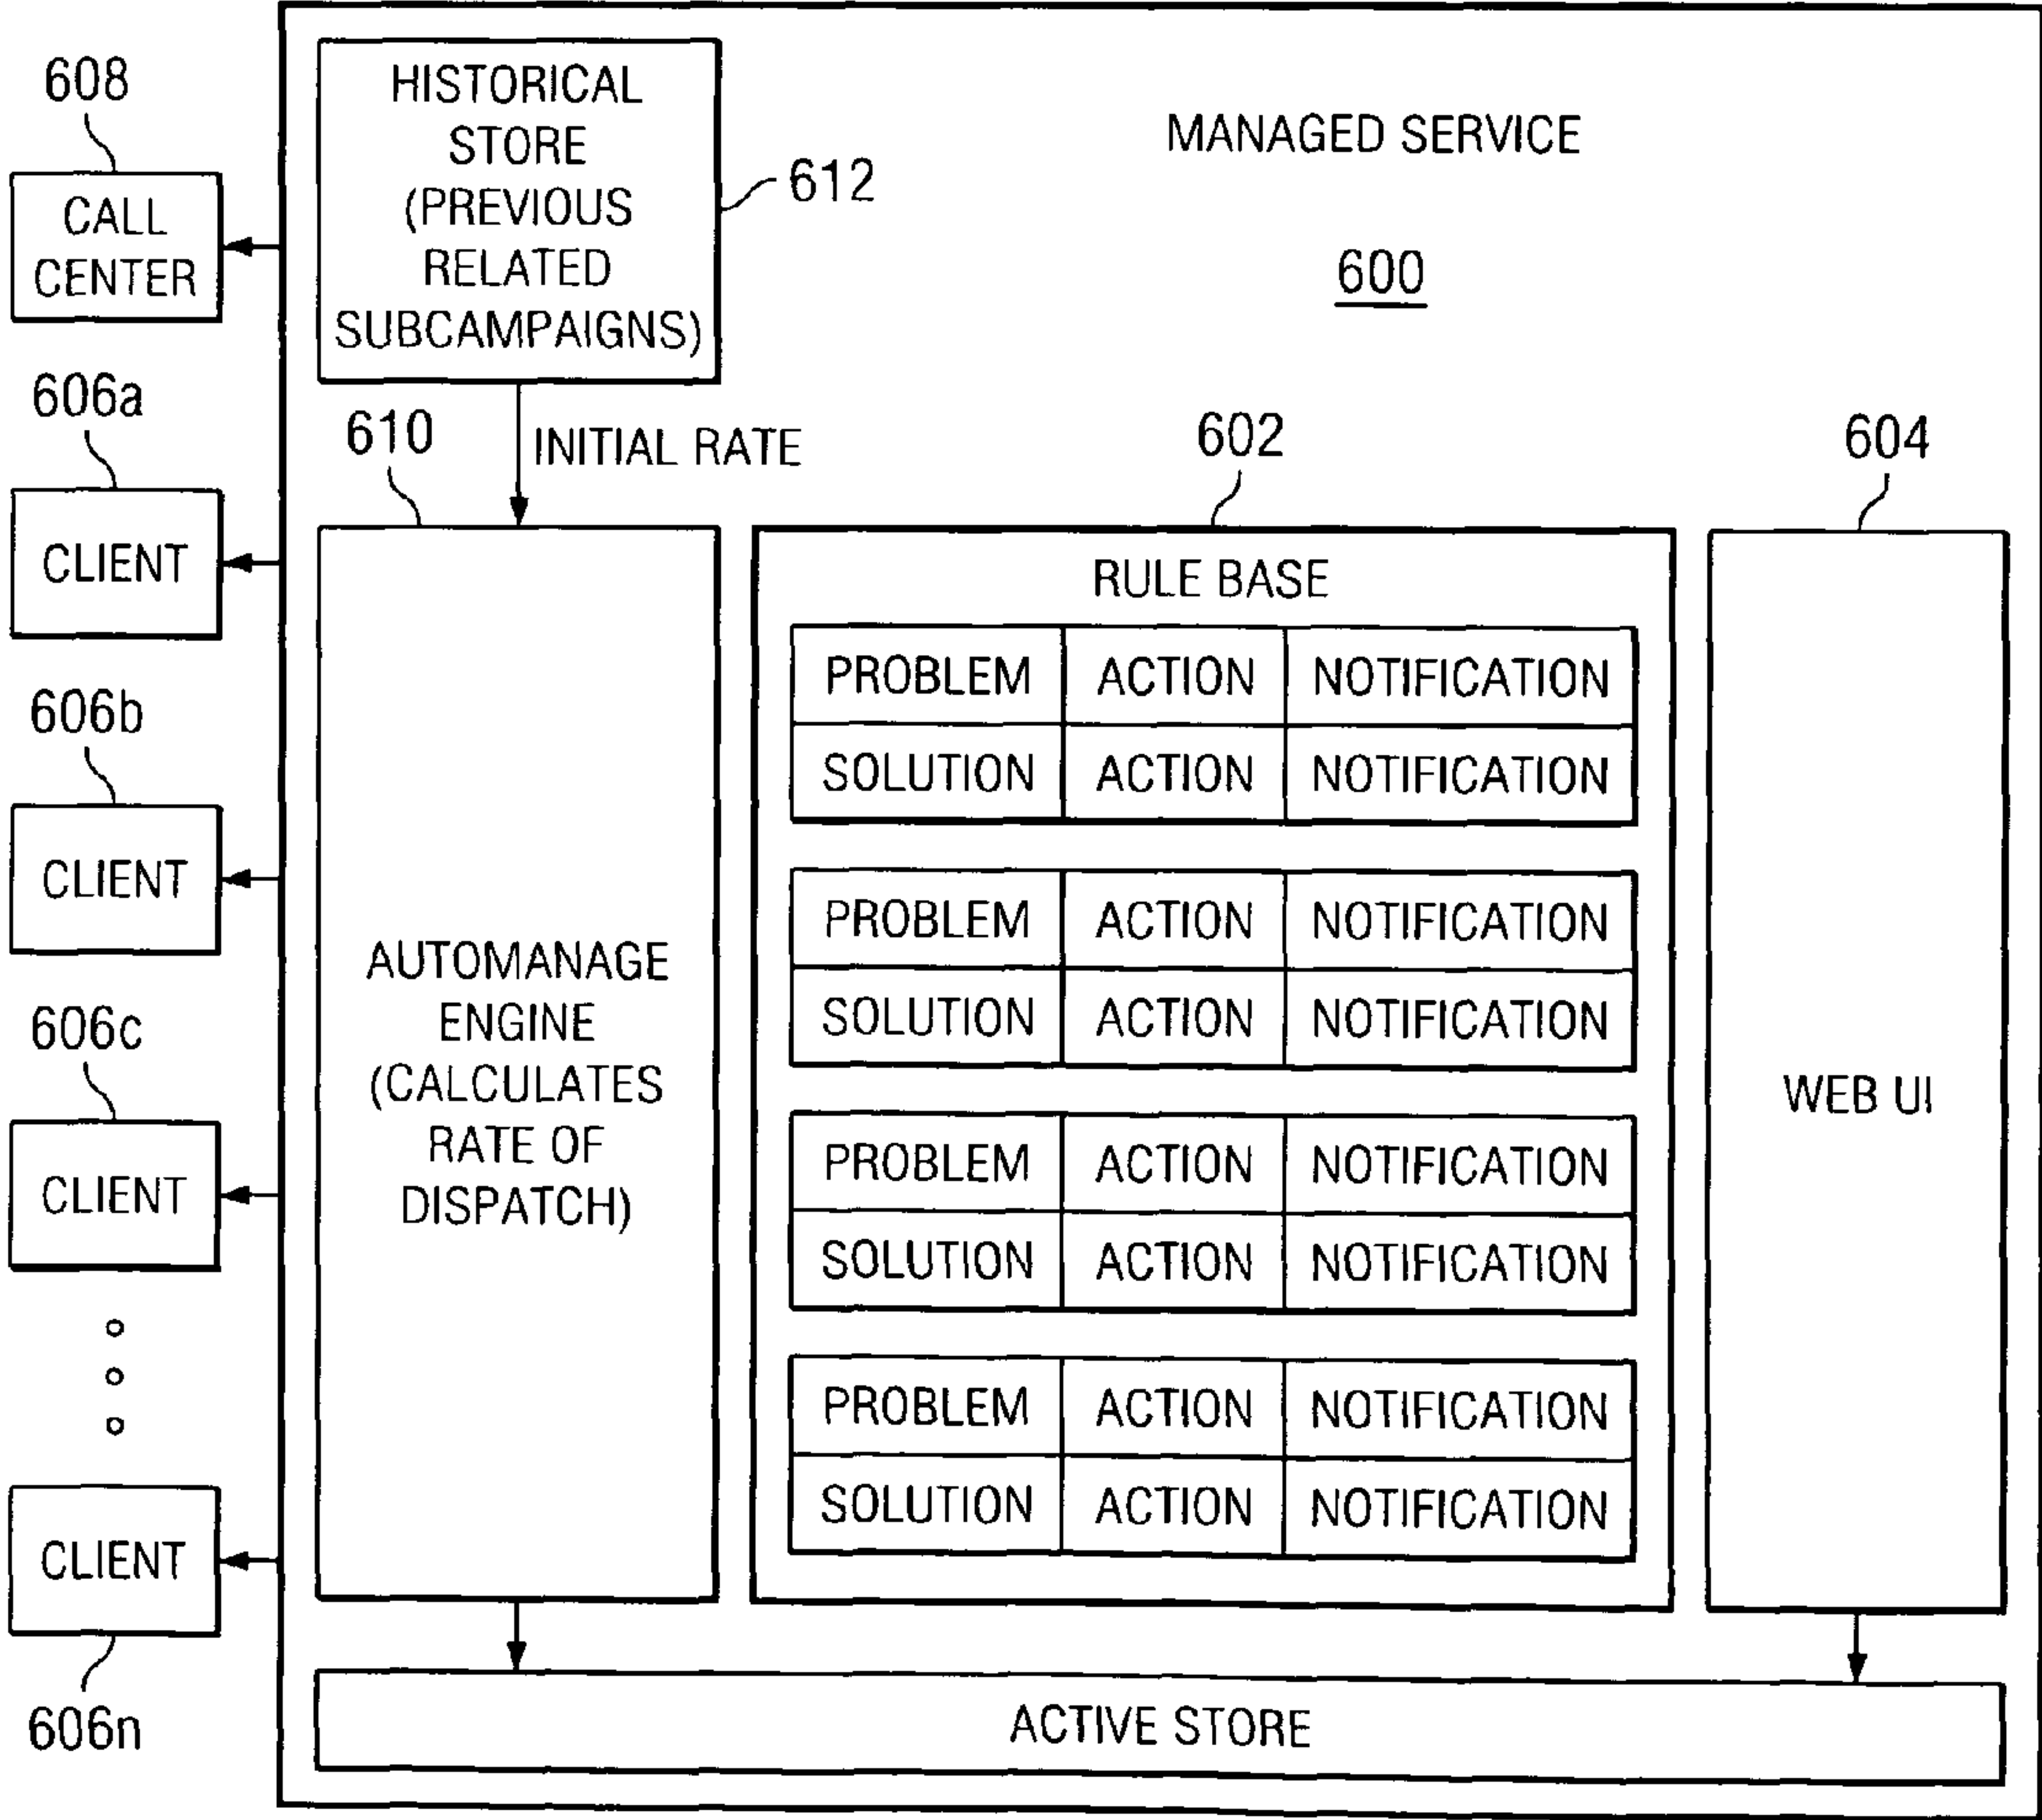 608
CALL
CENTER
606a
CLIENT
606b
CLIENT
606c
CLIENT
CLIENT
606n
HISTORICAL
STORE
(PREVIOUS
RELATED
SUBCAMPAIGNS)
612
MANAGED SERVICE
600
610
INITIAL RATE
AUTOMANAGE
ENGINE
(CALCULATES
RATE OF
DISPATCH)
602
RULE BASE
PROBLEM ACTION NOTIFICATION
SOLUTION ACTION NOTIFICATION
PROBLEM ACTION NOTIFICATION
SOLUTION ACTION NOTIFICATION
PROBLEM ACTION NOTIFICATION
SOLUTION ACTION NOTIFICATION
PROBLEM ACTION NOTIFICATION
SOLUTION ACTION NOTIFICATION
604
WEB UI
ACTIVE STORE